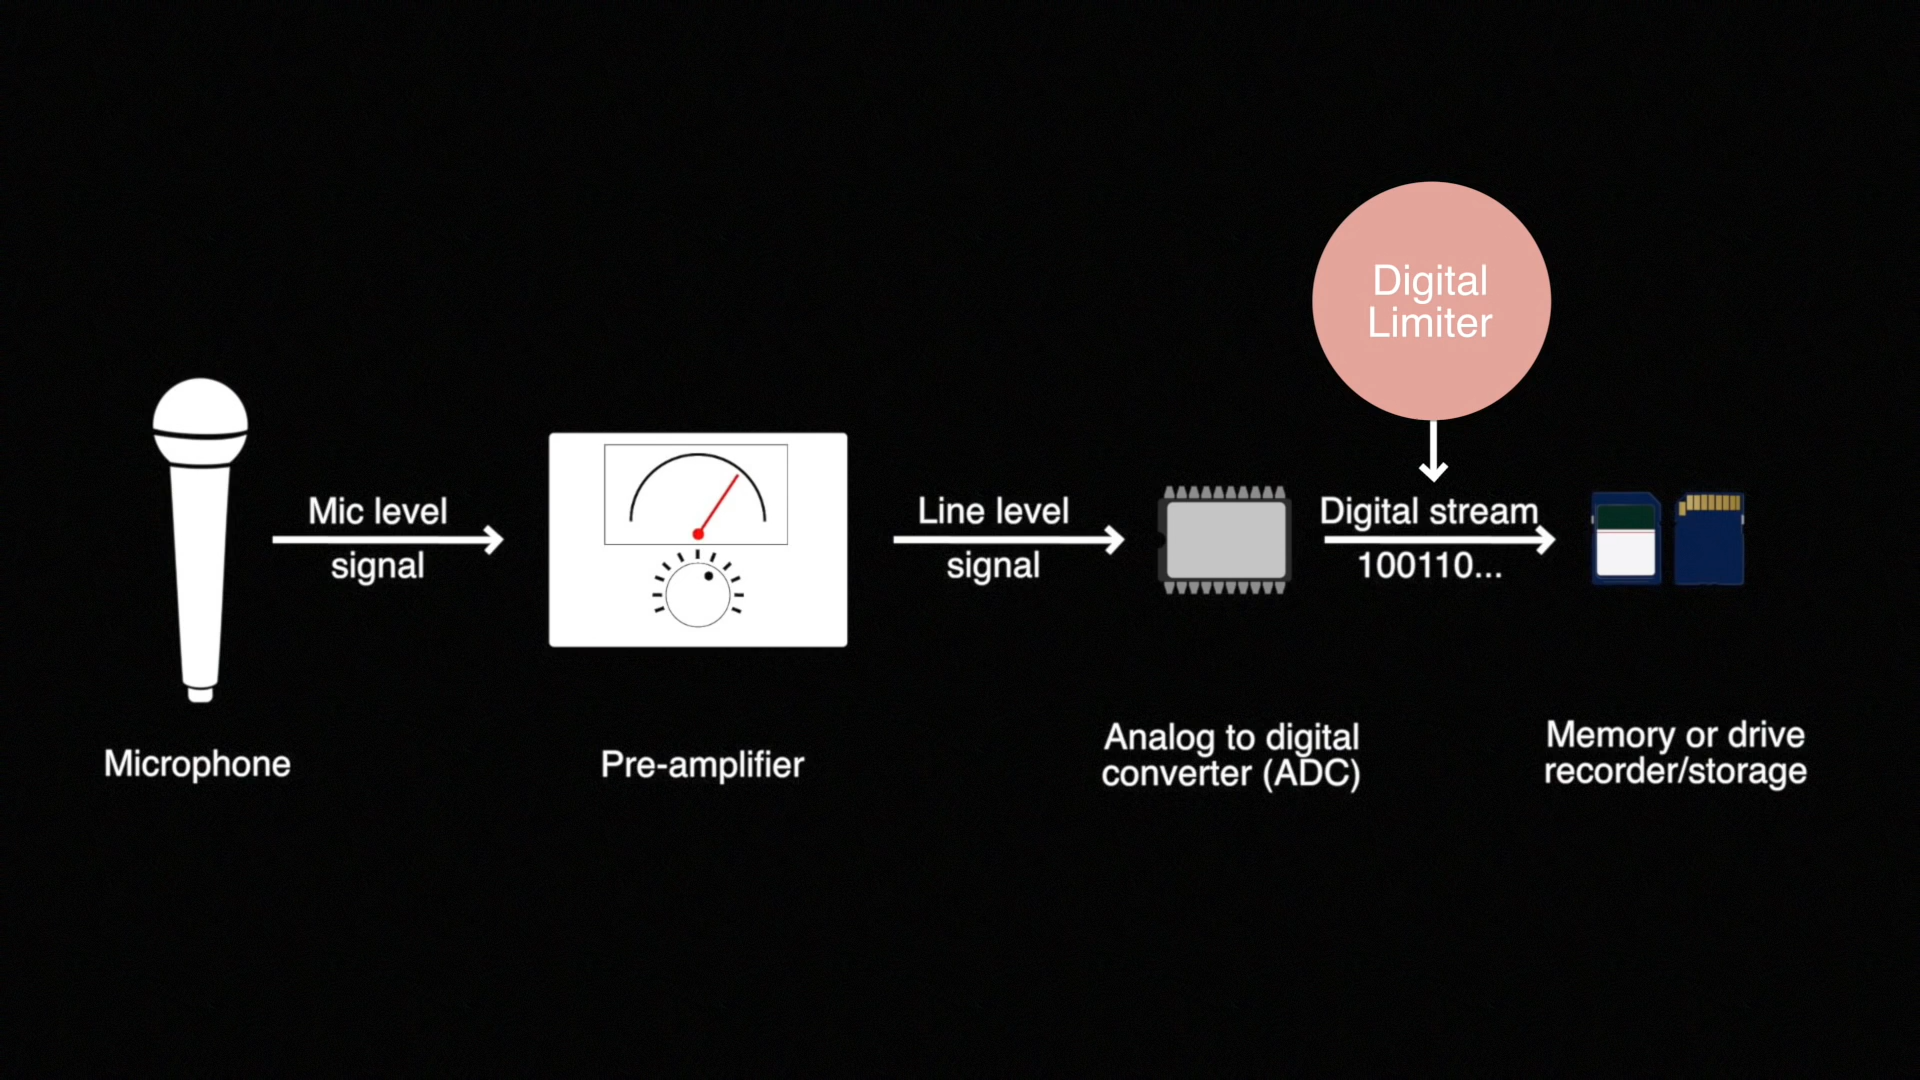 Digital
Limiter
Mic level
signal
Line level
signal
Digital stream
100110...
Microphone
Pre-amplifier
Analog to digital
converter (ADC)
Memory or drive
recorder/storage